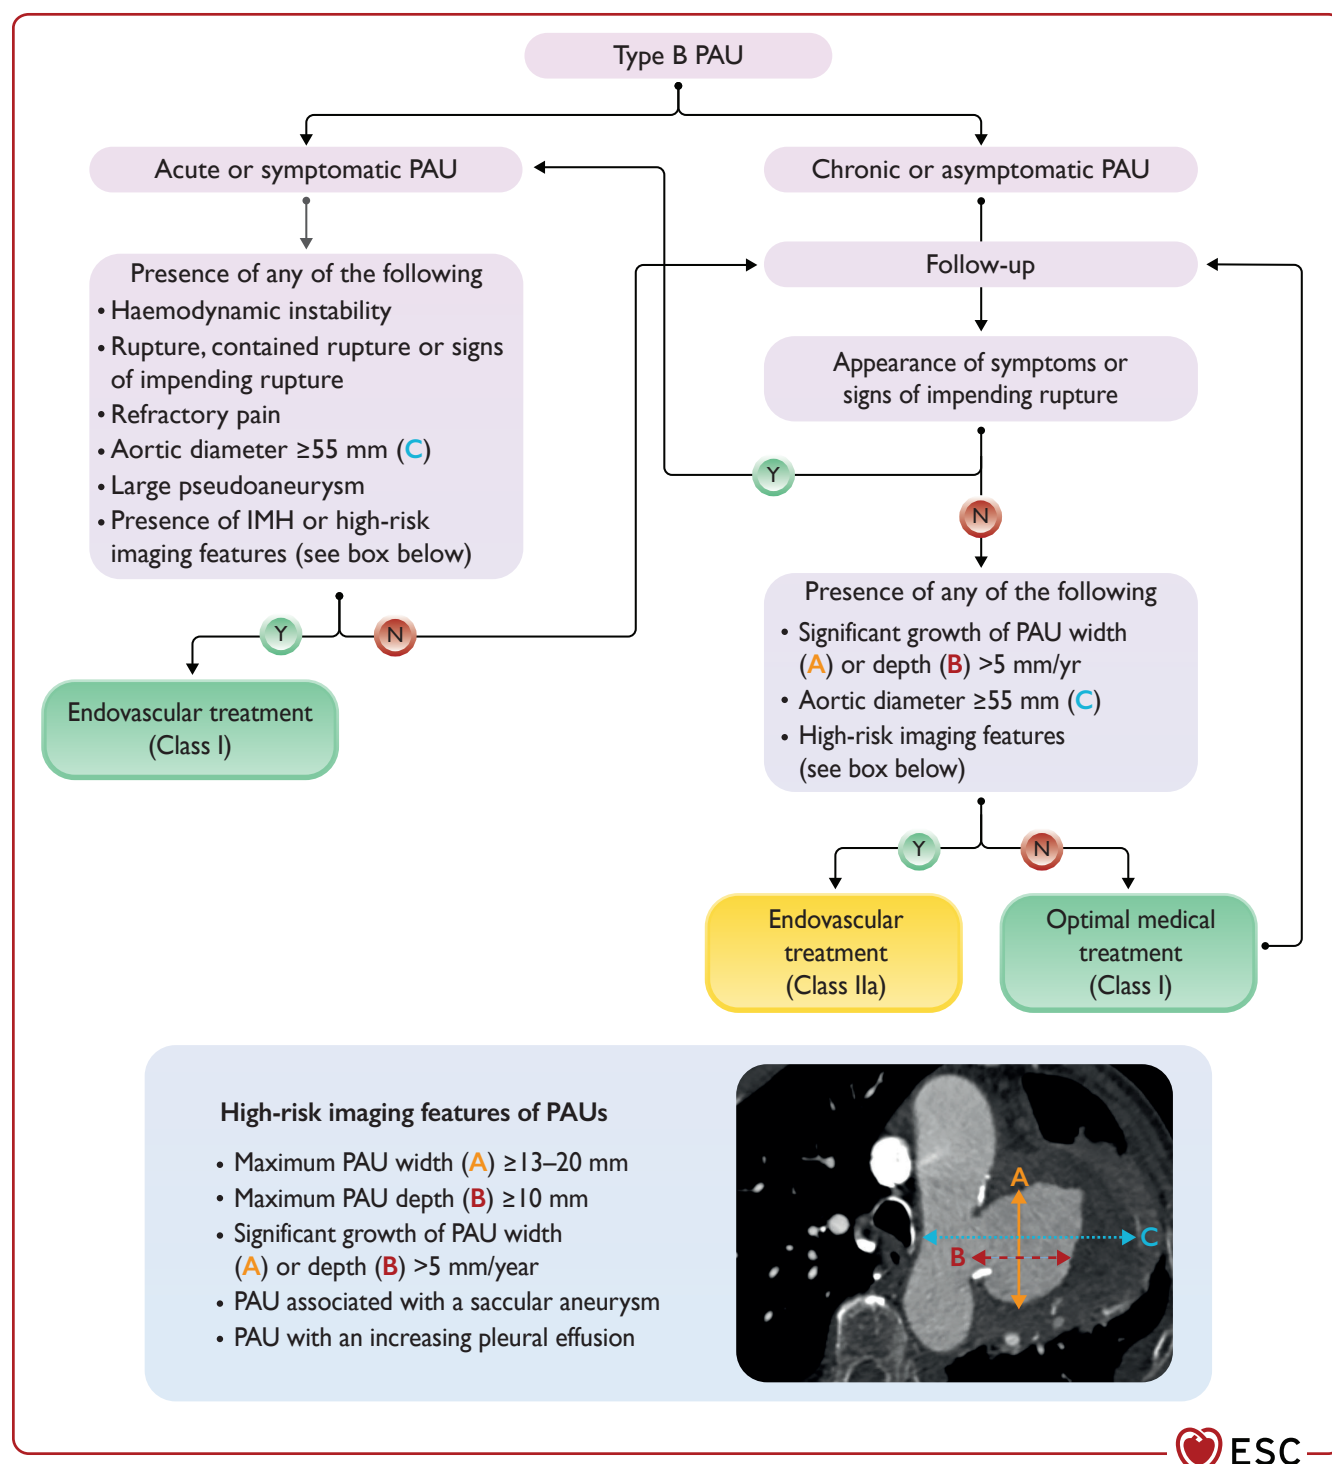 Type B PAU
Acute or symptomatic PAU
Chronic or asymptomatic PAU
Presence of any of the following
• Haemodynamic instability
• Rupture, contained rupture or signs
of impending rupture
• Refractory pain
• Aortic diameter ≥55 mm (C)
• Large pseudoaneurysm
• Presence of IMH or high-risk
imaging features (see box below)
Follow-up
Appearance of symptoms or
signs of impending rupture
Y
N
Y
N
Endovascular treatment
(Class I)
Presence of any of the following
• Significant growth of PAU width
(A) or depth (B) >5 mm/yr
• Aortic diameter ≥55 mm (C)
• High-risk imaging features
(see box below)
Y
N
Endovascular
treatment
(Class IIa)
Optimal medical
treatment
(Class I)
High-risk imaging features of PAUs
• Maximum PAU width (A) ≥13–20 mm
• Maximum PAU depth (B) ≥10 mm
• Significant growth of PAU width
(A) or depth (B) >5 mm/year
• PAU associated with a saccular aneurysm
• PAU with an increasing pleural effusion
A
B
C
ESC